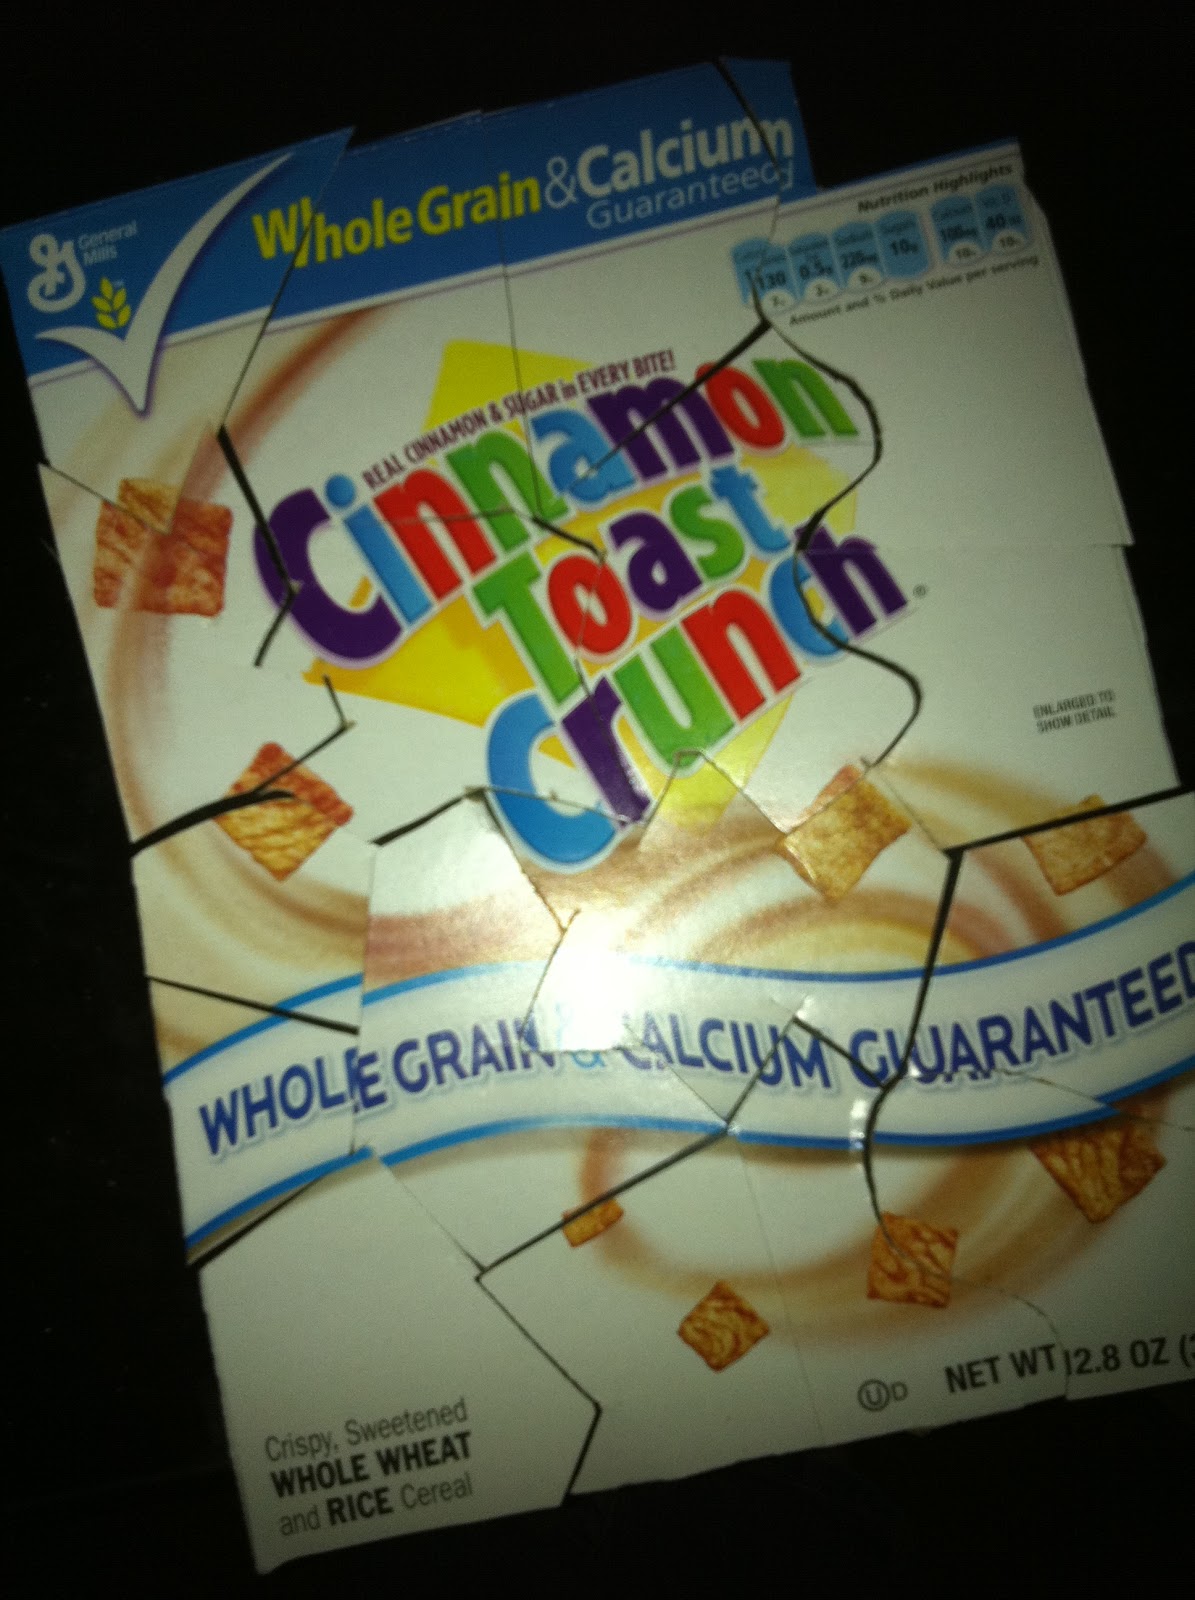 General
Mills
Whole Grain & Calcium
Guaranteed
Nutrition Highlights
130 0.5g 220mg 10g 100mg 40
Amount and % Daily Value per serving
REAL CINNAMON & SUGAR in EVERY BITE!
Cinnamon
Toast
Crunch®
ENLARGED TO
SHOW DETAIL
WHOLE GRAIN & CALCIUM GUARANTEED
Crispy, Sweetened
WHOLE WHEAT
and RICE Cereal
U D NET WT 12.8 OZ (